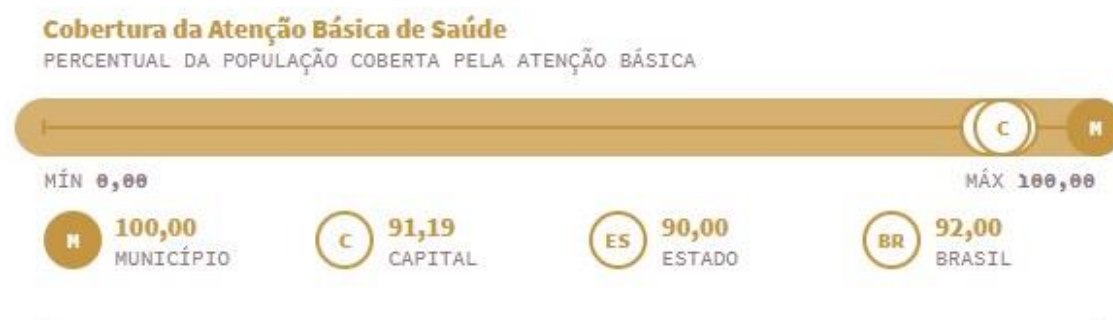 Cobertura da Atenção Básica de Saúde
PERCENTUAL DA POPULAÇÃO COBERTA PELA ATENÇÃO BÁSICA
C M
MÍN 0,00 MÁX 100,00
M 100,00 C 91,19 ES 90,00 BR 92,00
MUNICÍPIO CAPITAL ESTADO BRASIL